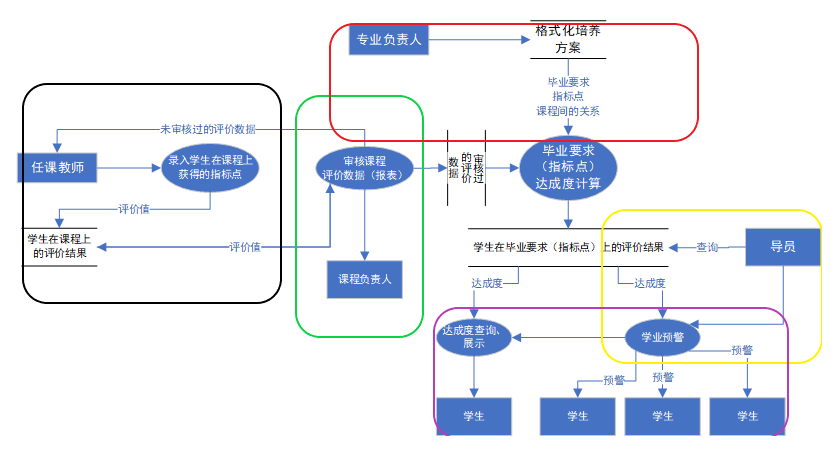 专业负责人
格式化培养
方案
毕业要求
指标点
课程间的关系
未审核过的评价数据
任课教师
录入学生在课程上
获得的指标点
审核课程
评价数据（报表）
审核过
的评价
数据
毕业要求
（指标点）
达成度计算
评价值
学生在课程上
的评价结果
评价值
学生在毕业要求（指标点）上的评价结果
查询
导员
课程负责人
达成度
达成度
达成度查询、
展示
学业预警
预警
预警
预警
学生
学生
学生
学生